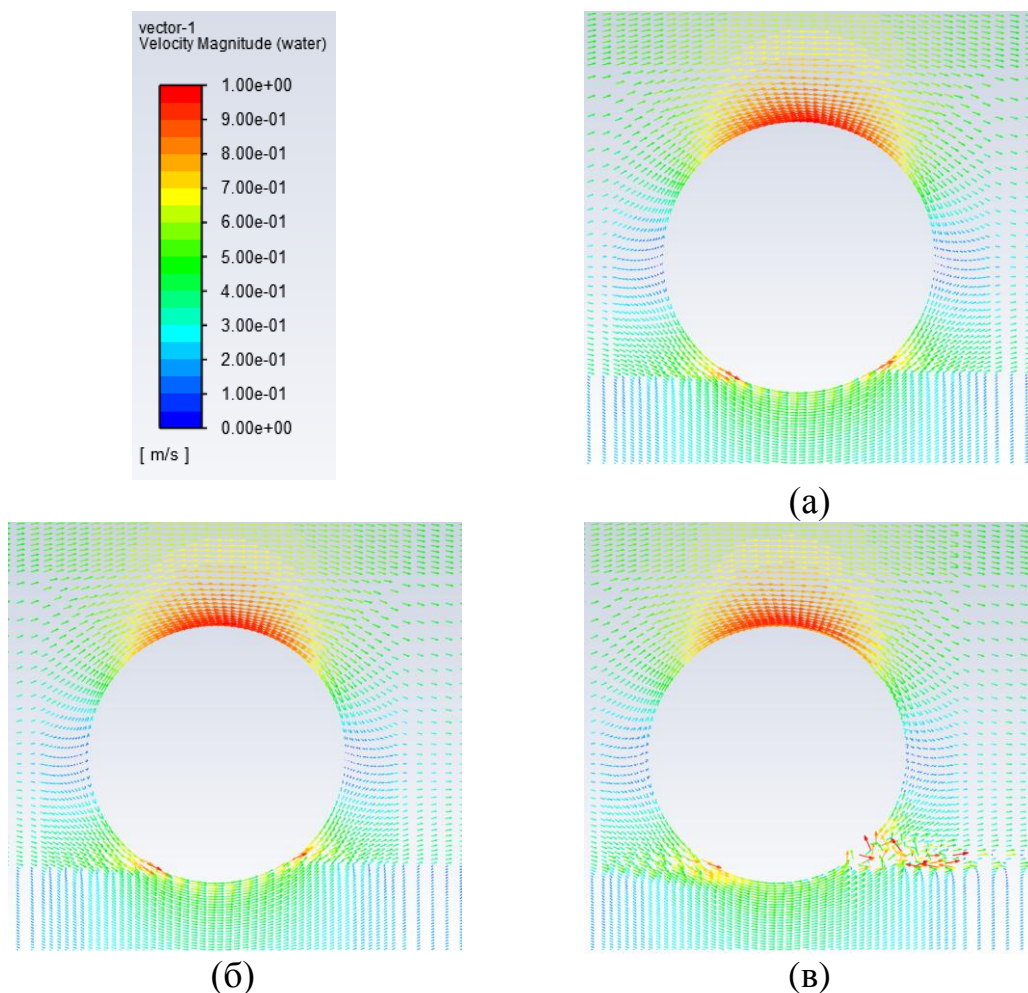 vector-1
Velocity Magnitude (water)
1.00e+00
9.00e-01
8.00e-01
7.00e-01
6.00e-01
5.00e-01
4.00e-01
3.00e-01
2.00e-01
1.00e-01
0.00e+00
[ m/s ]
(а)
(б)
(в)